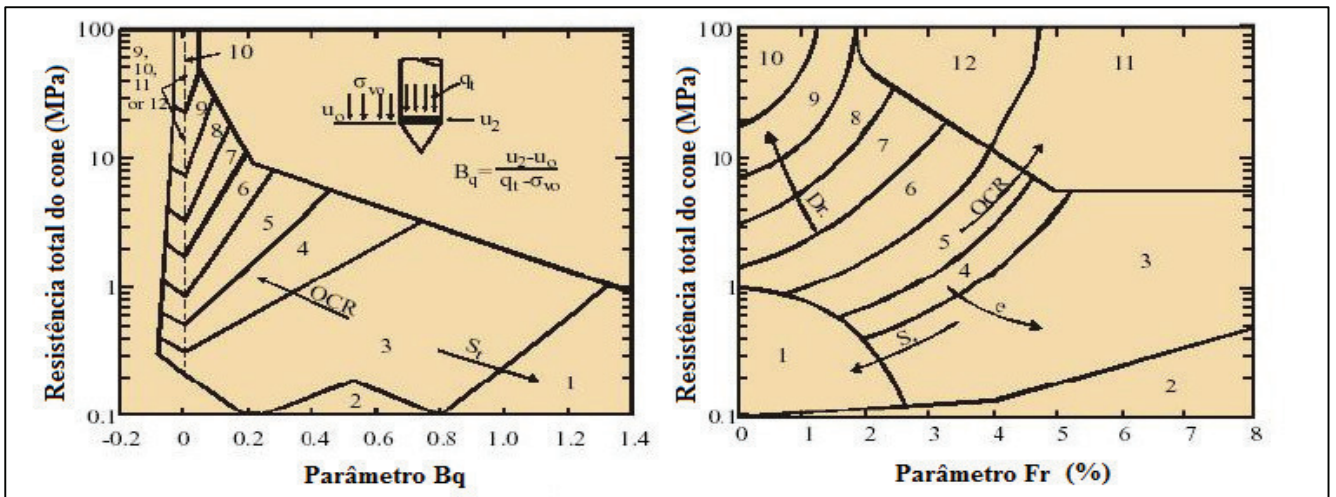 Resistência total do cone (MPa)
100
10
1
0.1
9,
10,
11
or 12
10
9
8
7
6
5
4
3
2
1
OCR
St
σvo
uo
qt
u2
Bq = u2-uo / qt -σvo
-0.2 0 0.2 0.4 0.6 0.8 1.0 1.2 1.4
Parâmetro Bq
Resistência total do cone (MPa)
100
10
1
0.1
10
9
8
7
6
5
4
3
2
1
12
11
Dr.
OCR
e
0 1 2 3 4 5 6 7 8
Parâmetro Fr (%)